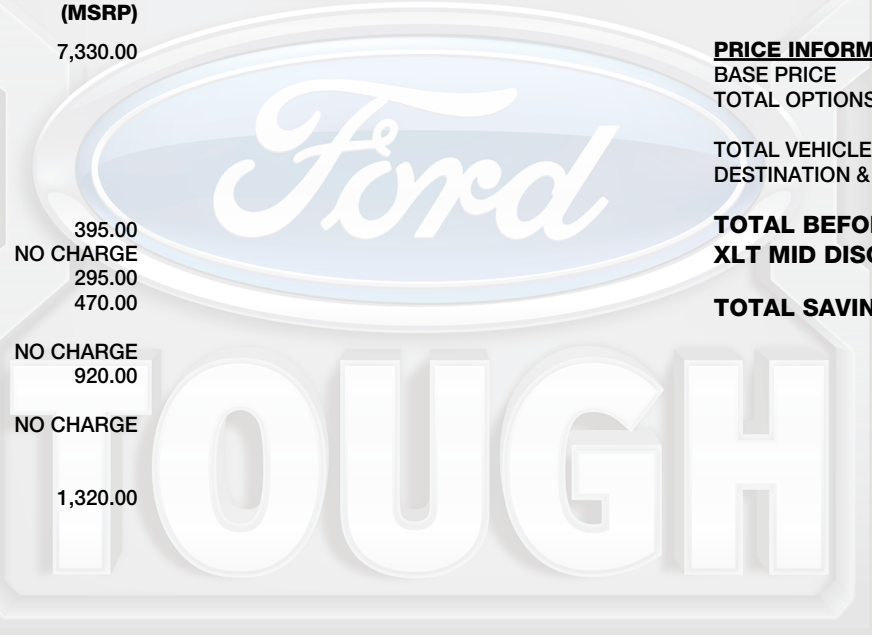 (MSRP)
7,330.00
395.00
NO CHARGE
295.00
470.00
NO CHARGE
920.00
NO CHARGE
1,320.00
PRICE INFORM
BASE PRICE
TOTAL OPTIONS
TOTAL VEHICLE
DESTINATION &
TOTAL BEFO
XLT MID DISC
TOTAL SAVIN
Ford
TOUGH